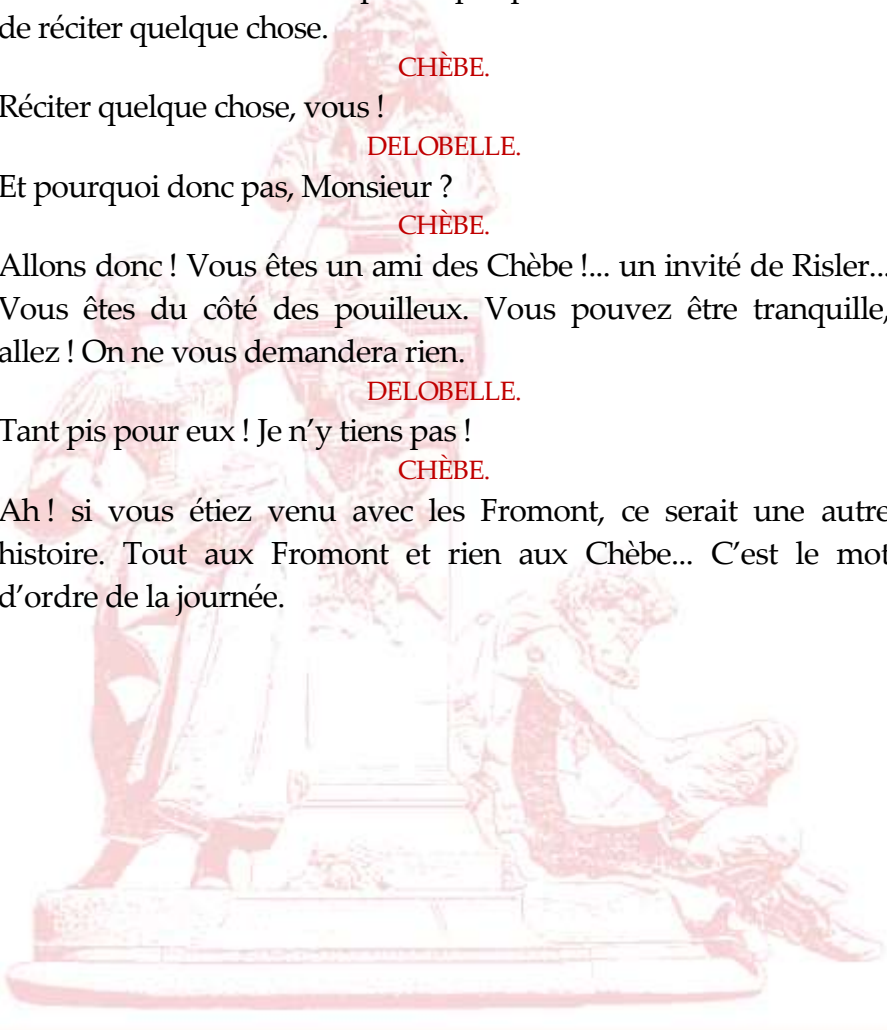 de réciter quelque chose.
CHÈBE.
Réciter quelque chose, vous !
DELOBELLE.
Et pourquoi donc pas, Monsieur ?
CHÈBE.
Allons donc ! Vous êtes un ami des Chèbe !... un invité de Risler...
Vous êtes du côté des pouilleux. Vous pouvez être tranquille,
allez ! On ne vous demandera rien.
DELOBELLE.
Tant pis pour eux ! Je n’y tiens pas !
CHÈBE.
Ah ! si vous étiez venu avec les Fromont, ce serait une autre
histoire. Tout aux Fromont et rien aux Chèbe... C’est le mot
d’ordre de la journée.